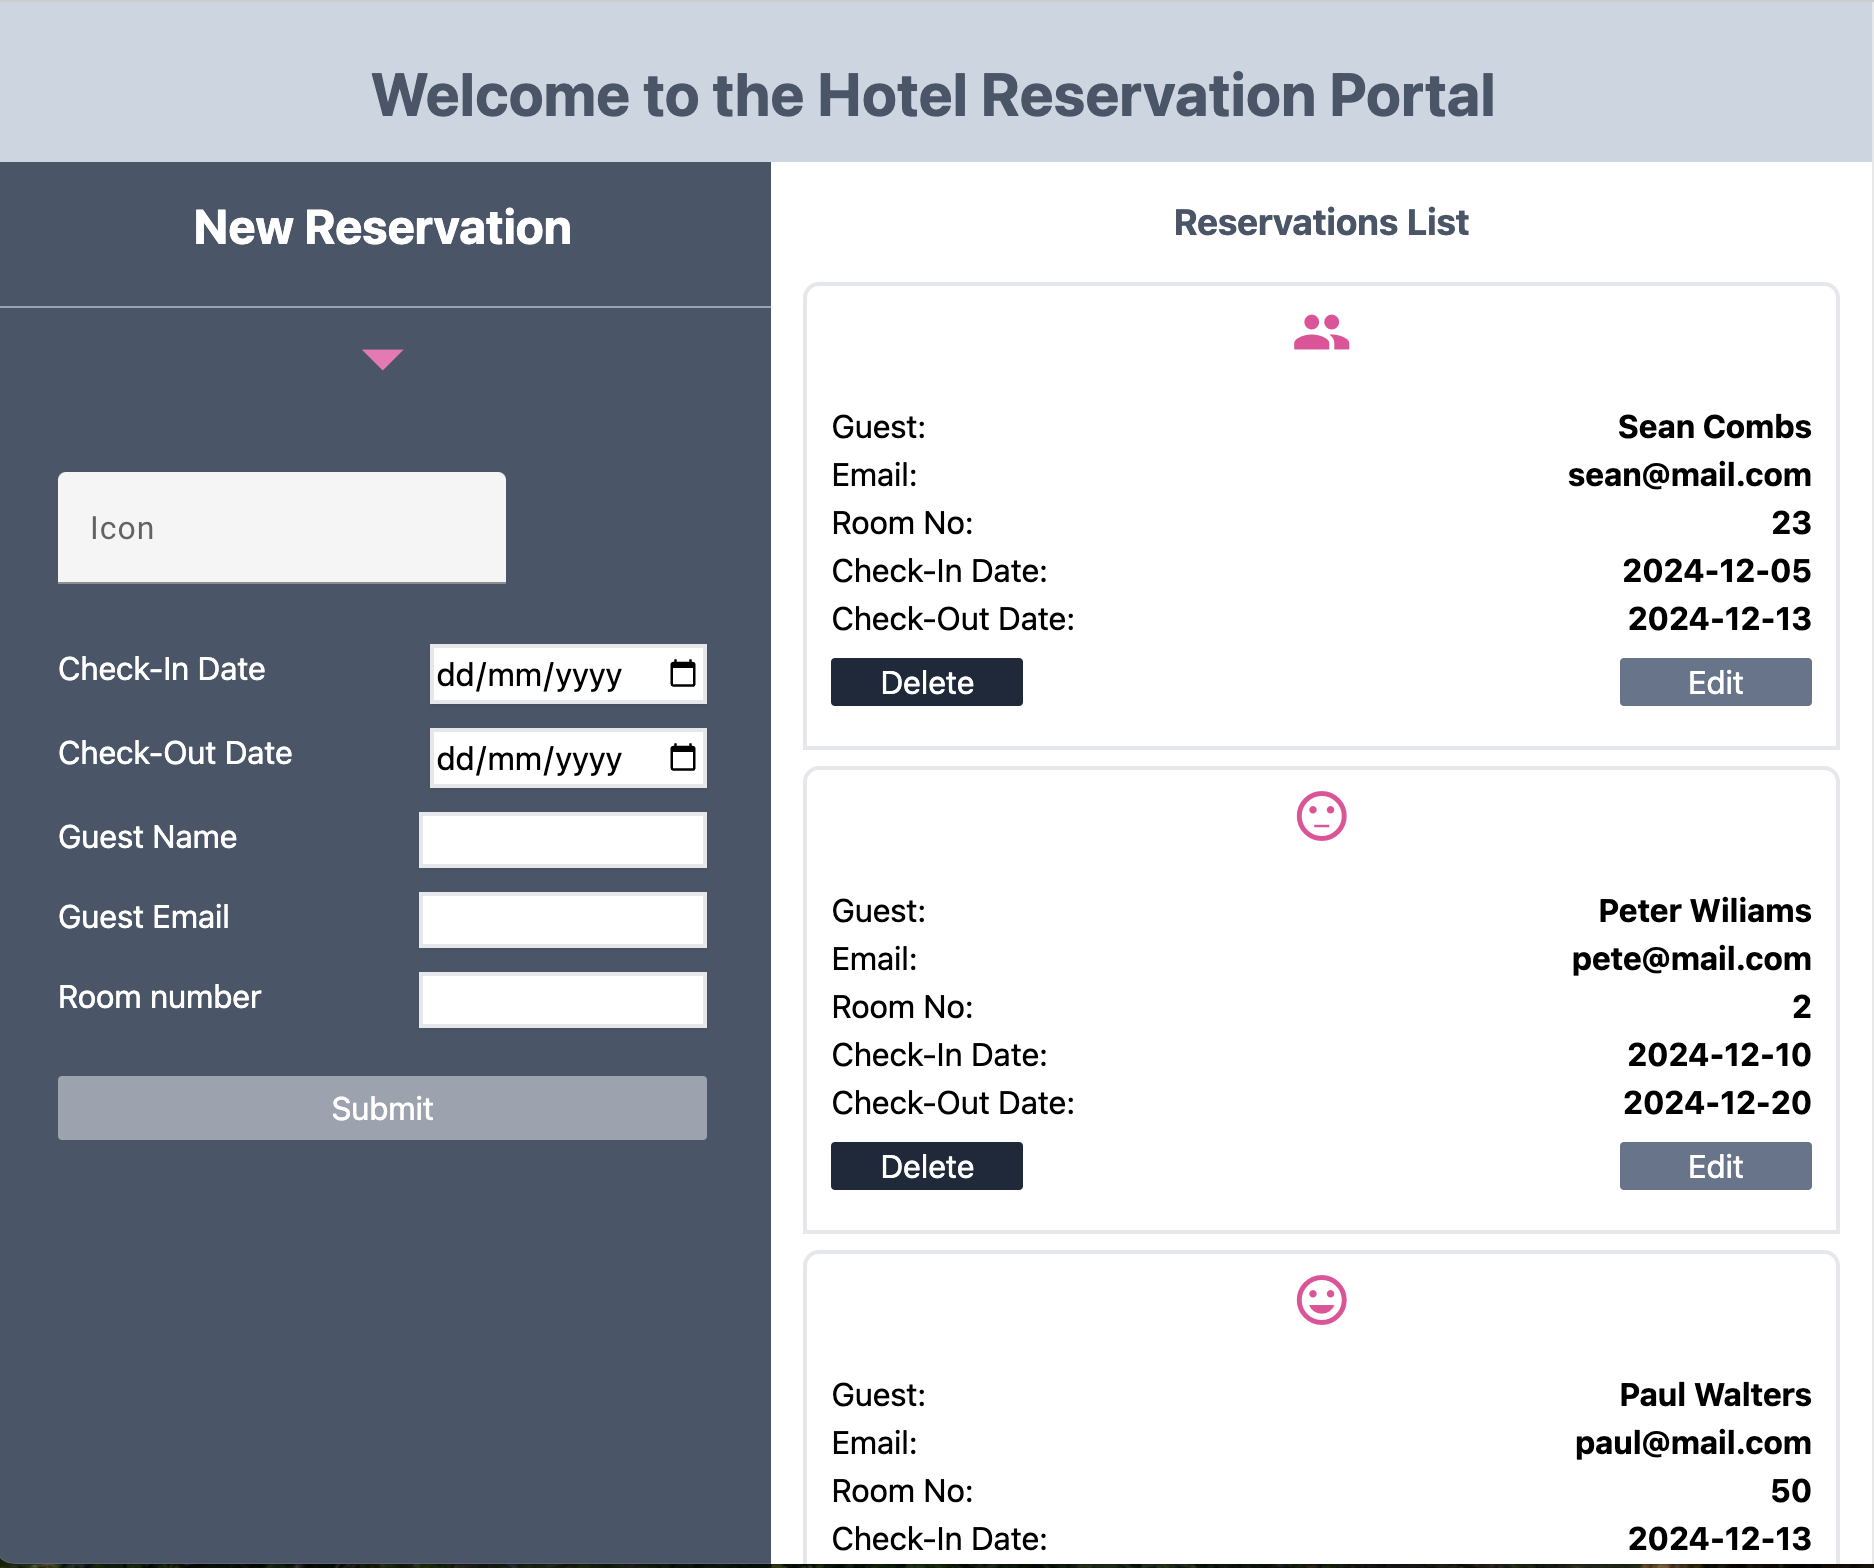 Welcome to the Hotel Reservation Portal
New Reservation
Icon
Check-In Date dd/mm/yyyy
Check-Out Date dd/mm/yyyy
Guest Name
Guest Email
Room number
Submit
Reservations List
Guest: Sean Combs
Email: sean@mail.com
Room No: 23
Check-In Date: 2024-12-05
Check-Out Date: 2024-12-13
Delete Edit
Guest: Peter Wiliams
Email: pete@mail.com
Room No: 2
Check-In Date: 2024-12-10
Check-Out Date: 2024-12-20
Delete Edit
Guest: Paul Walters
Email: paul@mail.com
Room No: 50
Check-In Date: 2024-12-13